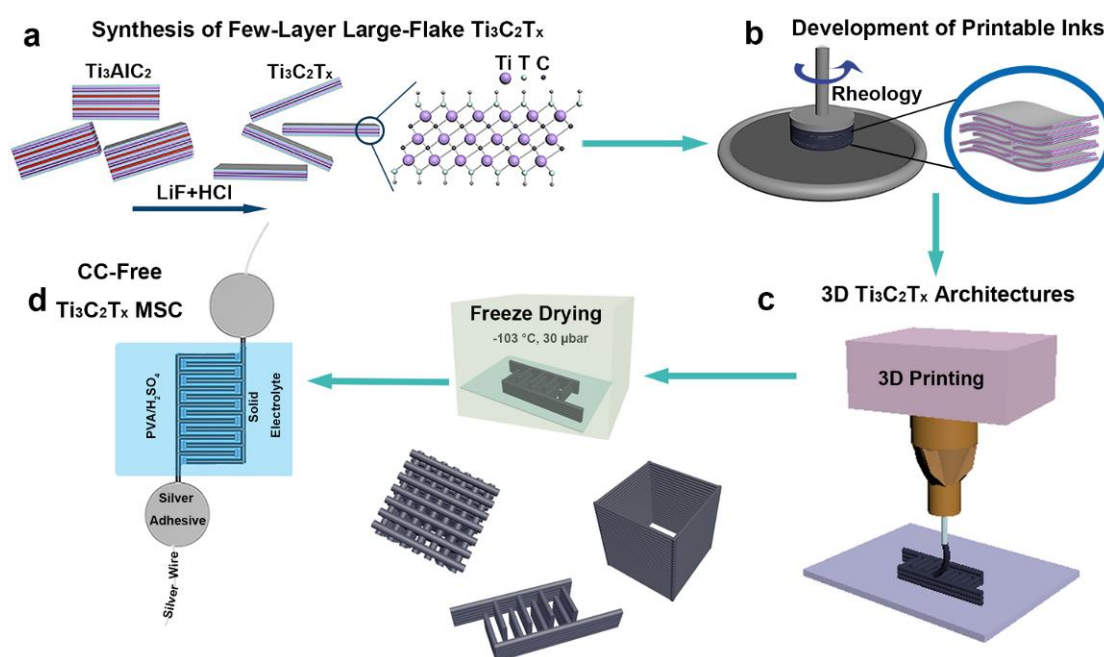 a
Synthesis of Few-Layer Large-Flake Ti₃C₂Tₓ
Ti₃AlC₂
Ti₃C₂Tₓ
Ti T C
LiF+HCl
b
Development of Printable Inks
Rheology
c
3D Ti₃C₂Tₓ Architectures
3D Printing
Freeze Drying
-103 °C, 30 µbar
d
CC-Free
Ti₃C₂Tₓ MSC
PVA/H₂SO₄
Solid
Electrolyte
Silver
Adhesive
Silver Wire